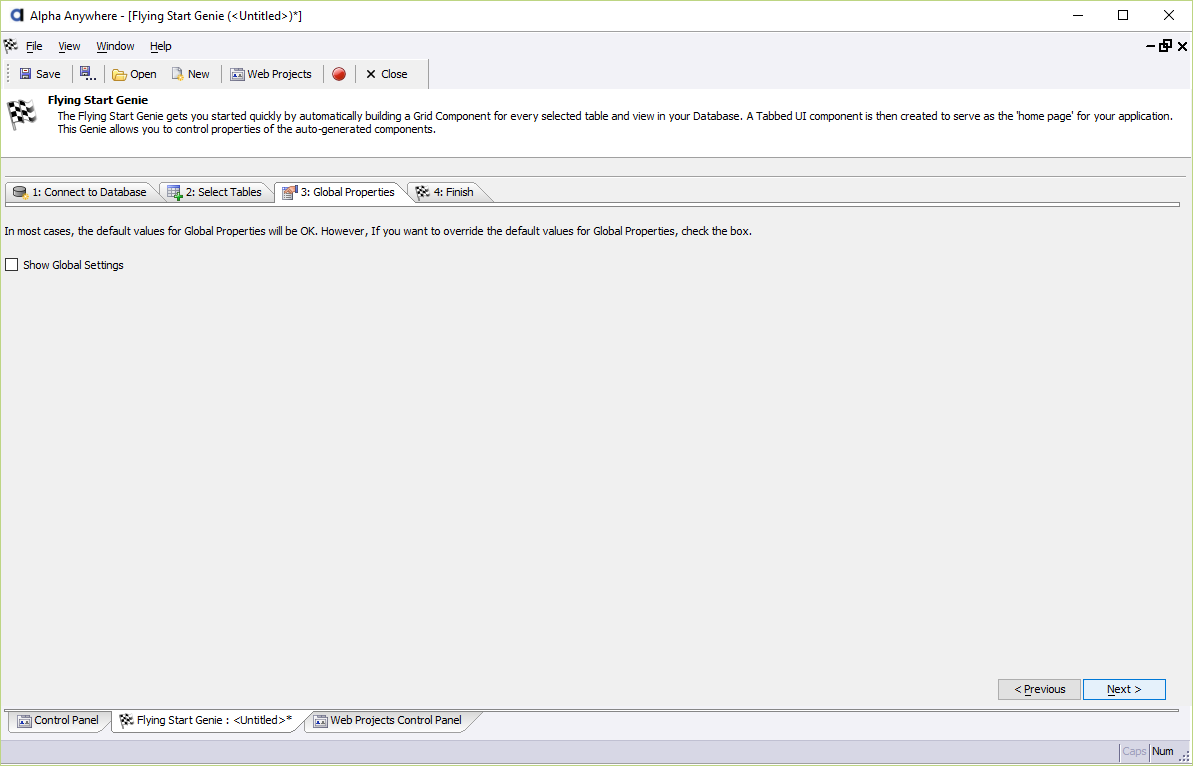 Alpha Anywhere - [Flying Start Genie (<Untitled>)*]
File View Window Help
Save Open New Web Projects Close
Flying Start Genie
The Flying Start Genie gets you started quickly by automatically building a Grid Component for every selected table and view in your Database. A Tabbed UI component is then created to serve as the 'home page' for your application.
This Genie allows you to control properties of the auto-generated components.
1: Connect to Database 2: Select Tables 3: Global Properties 4: Finish
In most cases, the default values for Global Properties will be OK. However, If you want to override the default values for Global Properties, check the box.
Show Global Settings
< Previous Next >
Control Panel Flying Start Genie : <Untitled>* Web Projects Control Panel
Caps Num